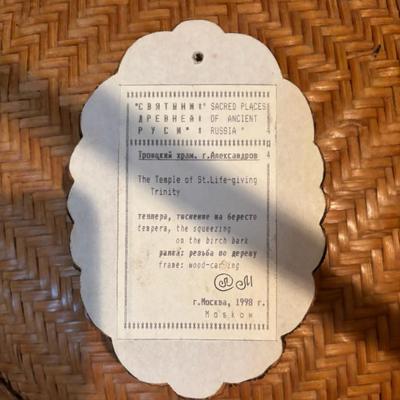 "СВЯТЫНИ " SACRED PLACES
ДРЕВНЕЙ OF ANCIENT
РУСИ" RUSSIA "
Троицкий храм. г.Александров
The Temple of St.Life-giving
Trinity
темпера, тиснение на бересто
tempera, the squeezing
on the birch bark
рамка: резьба по дереву
frame: wood-carving
г.Москва, 1998 г.
Moskow